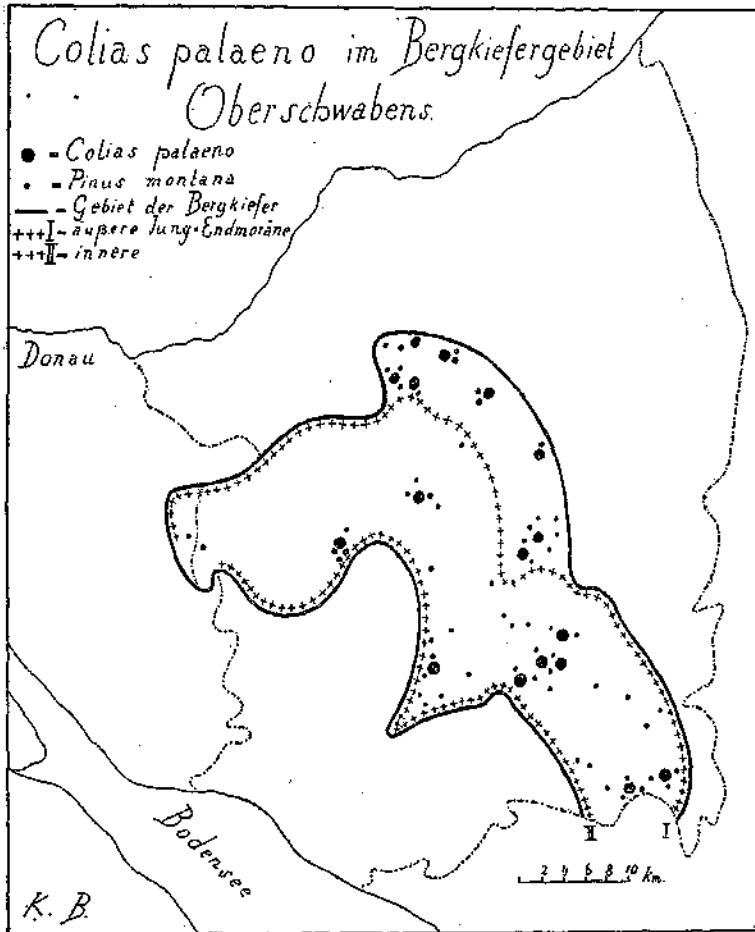 Colias palaeno im Bergkiefergebiet
Oberschwabens.
● = Colias palaeno
• = Pinus montana
— = Gebiet der Bergkiefer
+++I = äußere Jung-Endmoräne
+++II = innere
Donau
Bodensee
II
I
2 4 6 8 10 km.
K. B.